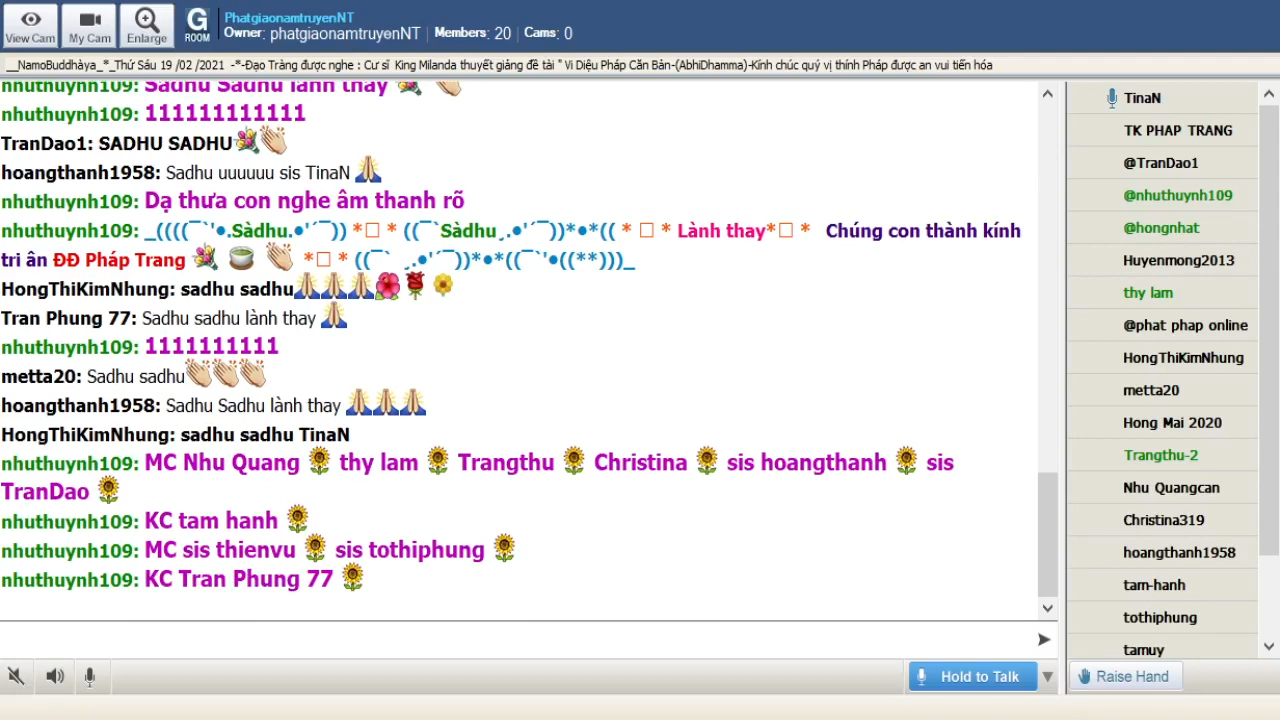 View Cam
My Cam
Enlarge
G ROOM
PhatgiaonamtruyenNT
Owner: phatgiaonamtruyenNT | Members: 20 | Cams: 0
__NamoBuddhàya_*_Thứ Sáu 19 /02 /2021 -*-Đạo Tràng được nghe : Cư sĩ King Milanda thuyết giảng đề tài " Vi Diệu Pháp Căn Bản-(AbhiDhamma)-Kính chúc quý vị thính Pháp được an vui tiến hóa
nhuthuynh109: Sadhu Sadhu lành thay 💐 👏
nhuthuynh109: 111111111111
TranDao1: SADHU SADHU💐👏
hoangthanh1958: Sadhu uuuuuu sis TinaN 🙏
nhuthuynh109: Dạ thưa con nghe âm thanh rõ
nhuthuynh109: _((((¯`'•.Sàdhu.•'´¯)) *□ * ((¯`Sàdhu¸.•'´¯))*•*(( * □ * Lành thay*□ * Chúng con thành kính
tri ân ĐĐ Pháp Trang 💐 🍵 👏 *□ * ((¯` ¸.•'´¯))*•*((¯`'•((**)))_
HongThiKimNhung: sadhu sadhu🙏🙏🙏🌺🌹🌼
Tran Phung 77: Sadhu sadhu lành thay 🙏
nhuthuynh109: 1111111111
metta20: Sadhu sadhu👏👏👏
hoangthanh1958: Sadhu Sadhu lành thay 🙏🙏🙏
HongThiKimNhung: sadhu sadhu TinaN
nhuthuynh109: MC Nhu Quang 🌻 thy lam 🌻 Trangthu 🌻 Christina 🌻 sis hoangthanh 🌻 sis
TranDao 🌻
nhuthuynh109: KC tam hanh 🌻
nhuthuynh109: MC sis thienvu 🌻 sis tothiphung 🌻
nhuthuynh109: KC Tran Phung 77 🌻
Hold to Talk
TinaN
TK PHAP TRANG
@TranDao1
@nhuthuynh109
@hongnhat
Huyenmong2013
thy lam
@phat phap online
HongThiKimNhung
metta20
Hong Mai 2020
Trangthu-2
Nhu Quangcan
Christina319
hoangthanh1958
tam-hanh
tothiphung
tamuy
Raise Hand